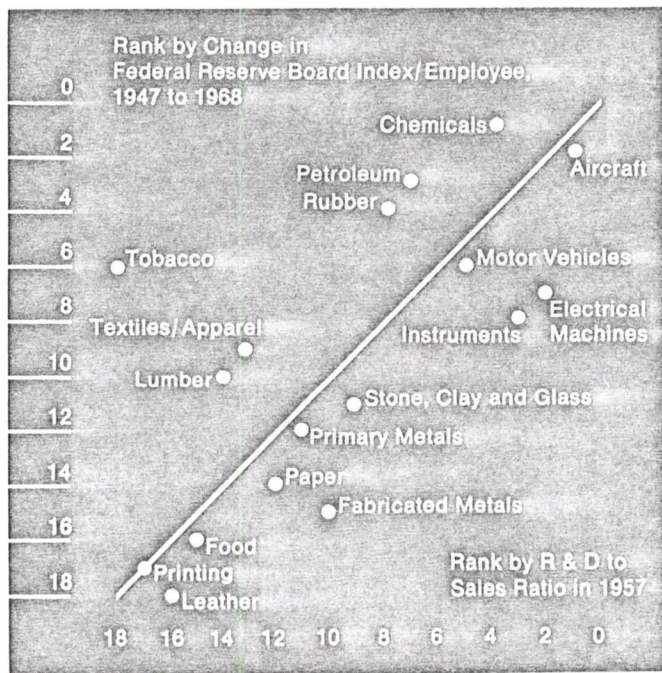 Rank by Change in
Federal Reserve Board Index/Employee,
1947 to 1968
0
Chemicals
2
Aircraft
Petroleum
4
Rubber
6
Tobacco
Motor Vehicles
8
Electrical
Machines
Textiles/Apparel
Instruments
10
Lumber
Stone, Clay and Glass
12
Primary Metals
14
Paper
Fabricated Metals
16
Food
Rank by R & D to
Sales Ratio in 1957
Printing
18
Leather
18 16 14 12 10 8 6 4 2 0